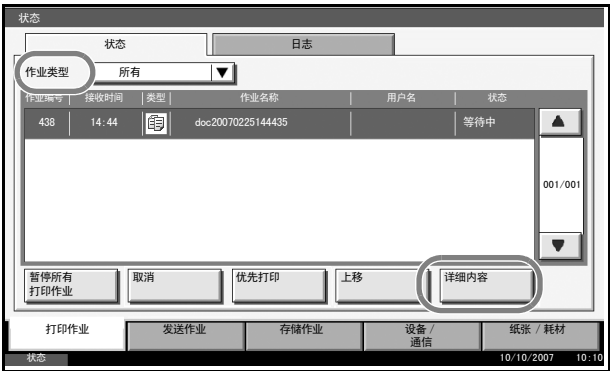 状态
状态 日志
作业类型 所有
作业编号 接收时间 类型 作业名称 用户名 状态
438 14:44 doc20070225144435 等待中
001/001
暂停所有 取消 优先打印 上移 详细内容
打印作业
打印作业 发送作业 存储作业 设备 / 纸张 / 耗材
通信
状态 10/10/2007 10:10